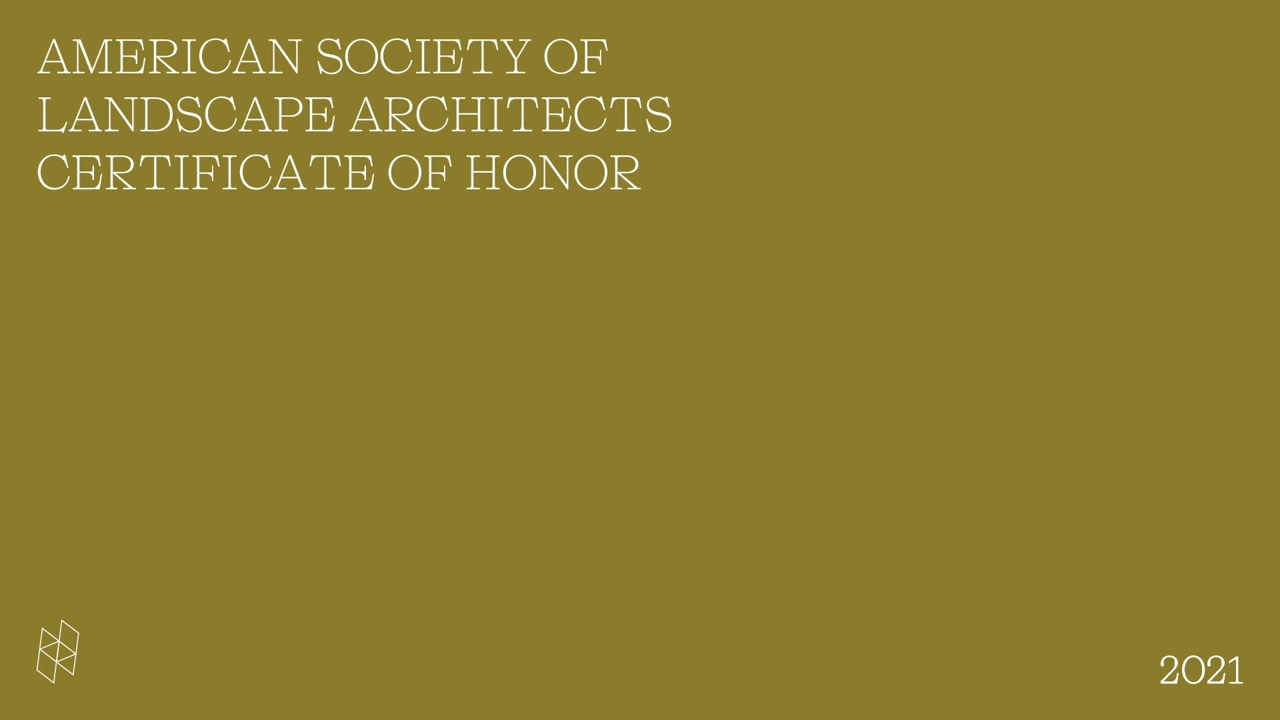 AMERICAN SOCIETY OF
LANDSCAPE ARCHITECTS
CERTIFICATE OF HONOR
2021